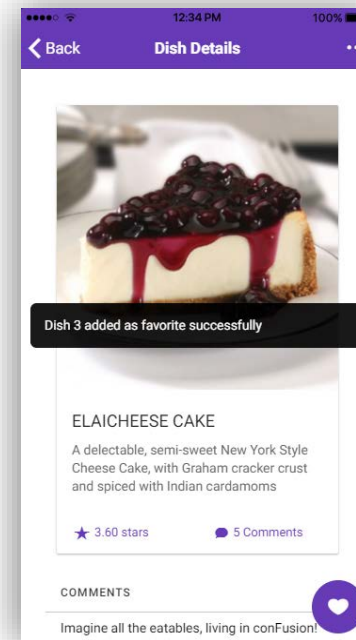 12:34 PM
100%
Back
Dish Details
Dish 3 added as favorite successfully
ELAICHEESE CAKE
A delectable, semi-sweet New York Style
Cheese Cake, with Graham cracker crust
and spiced with Indian cardamoms
3.60 stars
5 Comments
COMMENTS
Imagine all the eatables, living in conFusion!